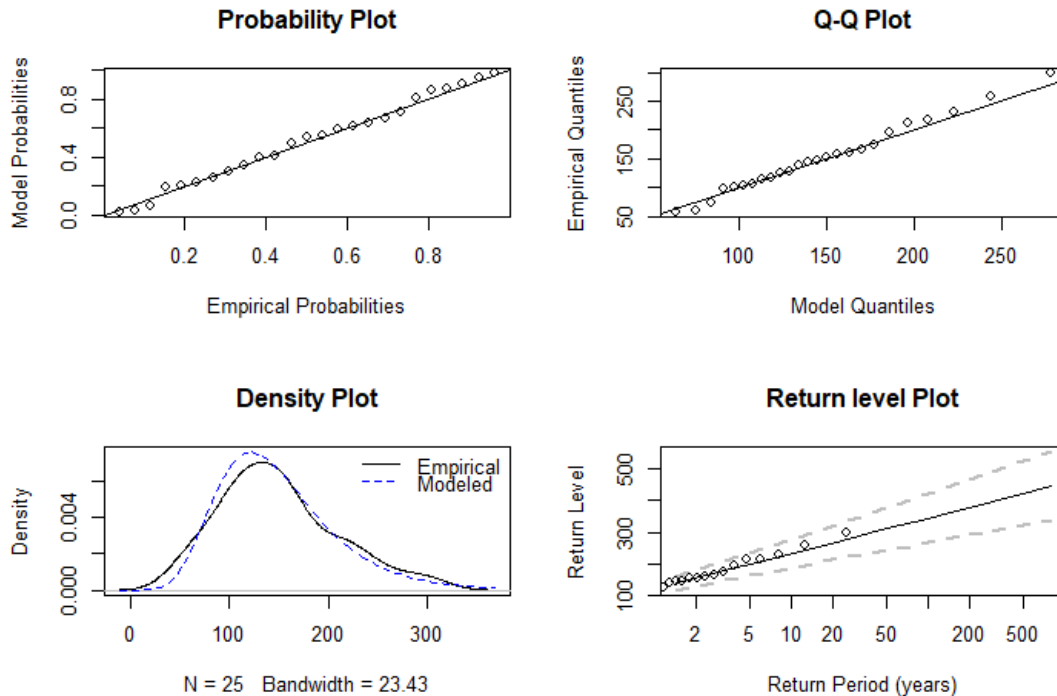 Probability Plot
Model Probabilities
0.0 0.4 0.8
0.2 0.4 0.6 0.8
Empirical Probabilities
Q-Q Plot
Empirical Quantiles
50 150 250
100 150 200 250
Model Quantiles
Density Plot
Density
0.000 0.004
Empirical
Modeled
0 100 200 300
N = 25 Bandwidth = 23.43
Return level Plot
Return Level
100 300 500
2 5 10 20 50 200 500
Return Period (years)